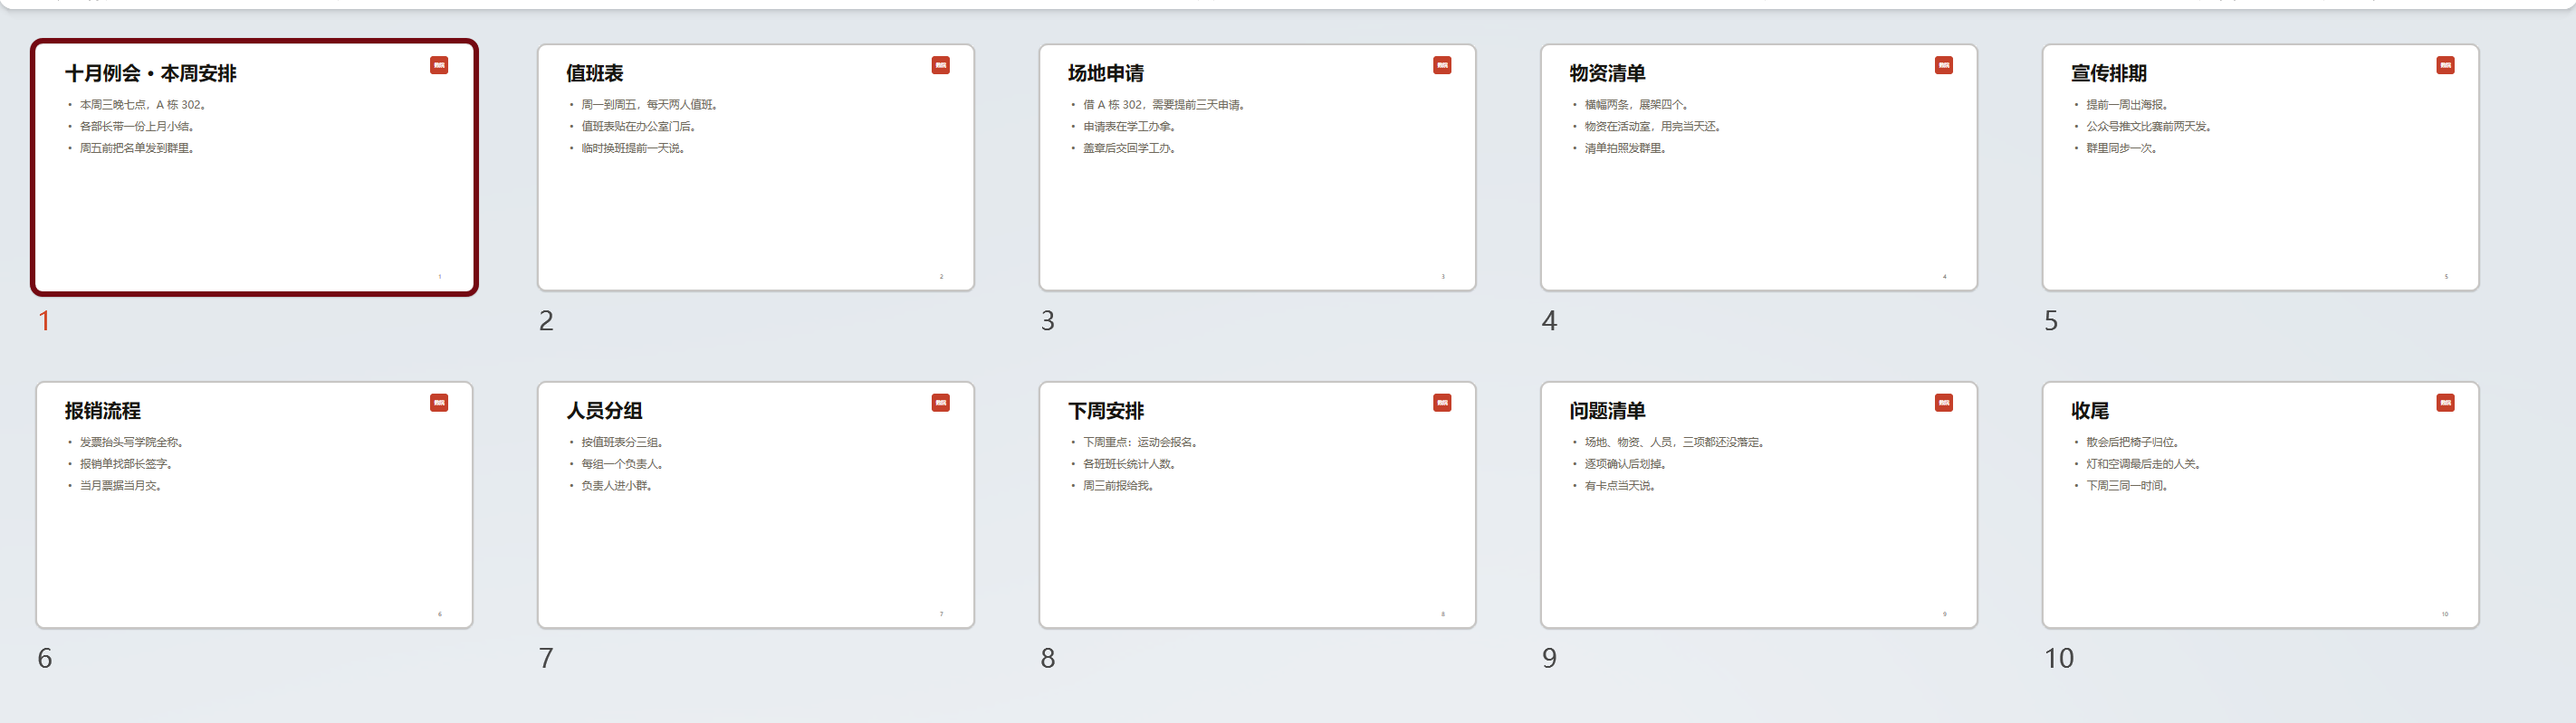 十月例会·本周安排
本周三晚七点，A 栋 302。
各部长带一份上月小结。
周五前把名单发到群里。
1
1
值班表
周一到周五，每天两人值班。
值班表贴在办公室门后。
临时换班提前一天说。
2
2
场地申请
借 A 栋 302，需要提前三天申请。
申请表在学工办拿。
盖章后交回学工办。
3
3
物资清单
横幅两条，展架四个。
物资在活动室，用完当天还。
清单拍照发群里。
4
4
宣传排期
提前一周出海报。
公众号推文比赛前两天发。
群里同步一次。
5
5
报销流程
发票抬头写学院全称。
报销单找部长签字。
当月票据当月交。
6
6
人员分组
按值班表分三组。
每组一个负责人。
负责人进小群。
7
7
下周安排
下周重点：运动会报名。
各班班长统计人数。
周三前报给我。
8
8
问题清单
场地、物资、人员，三项都还没落定。
逐项确认后划掉。
有卡点当天说。
9
9
收尾
散会后把椅子归位。
灯和空调最后走的人关。
下周三同一时间。
10
10